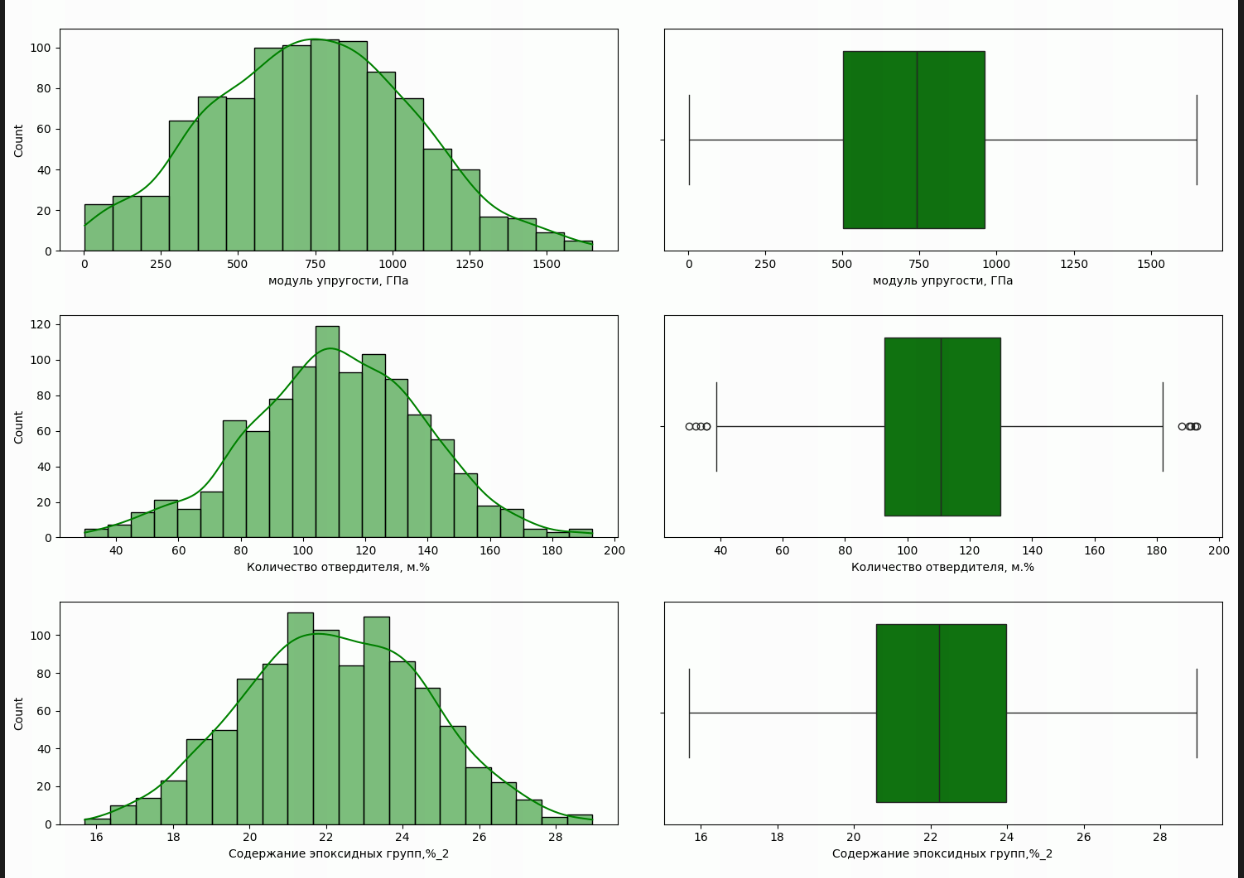 100
80
60
40
20
0
Count
0 250 500 750 1000 1250 1500
модуль упругости, ГПа
0 250 500 750 1000 1250 1500
модуль упругости, ГПа
120
100
80
60
40
20
0
Count
40 60 80 100 120 140 160 180 200
Количество отвердителя, м.%
40 60 80 100 120 140 160 180 200
Количество отвердителя, м.%
100
80
60
40
20
0
Count
16 18 20 22 24 26 28
Содержание эпоксидных групп,%_2
16 18 20 22 24 26 28
Содержание эпоксидных групп,%_2